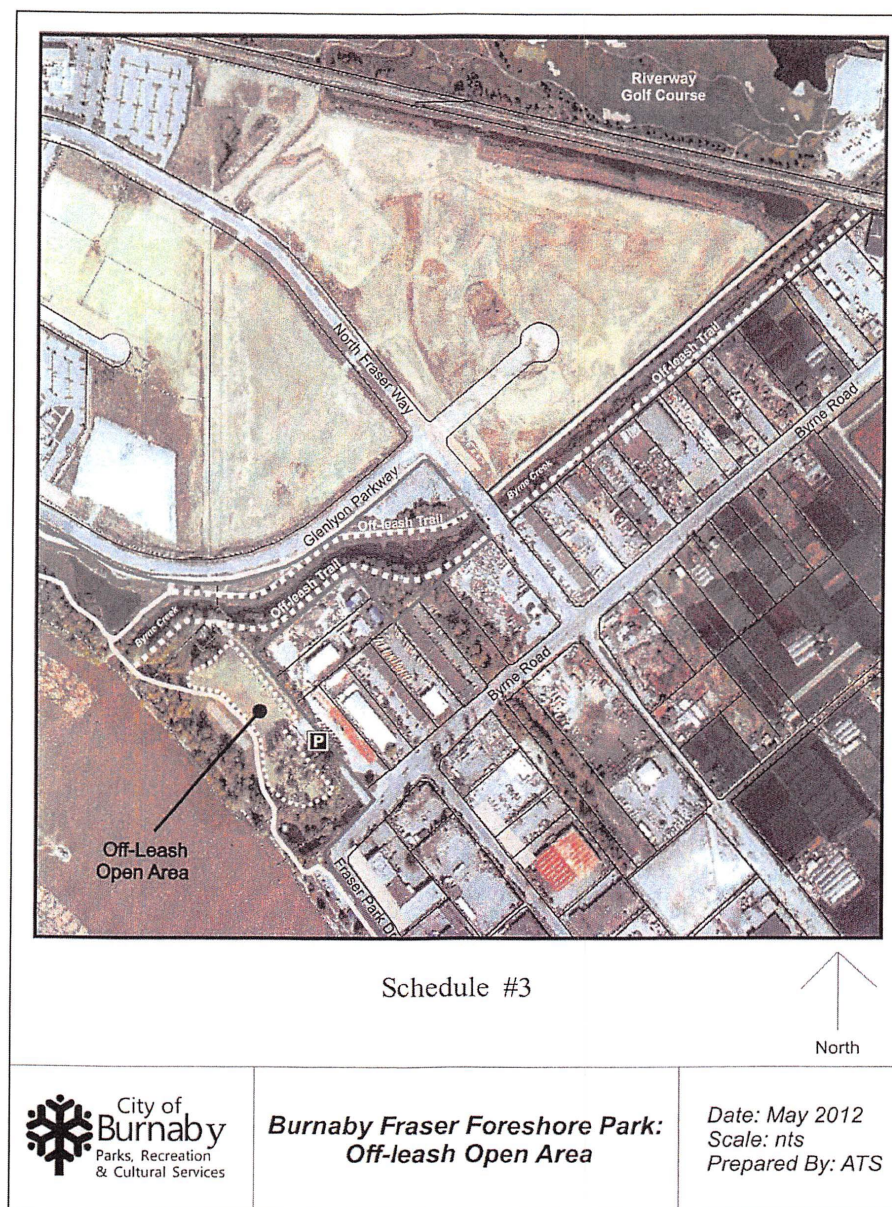 Riverway
Golf Course
North Fraser Way
Off-leash Trail
Byrne Road
Byrne Creek
Glenlyon Parkway
Off-leash Trail
Off-leash Trail
Byrne Creek
Byrne Road
P
Off-Leash
Open Area
Fraser Park D
Schedule #3
North
City of
Burnaby
Parks, Recreation
& Cultural Services
Burnaby Fraser Foreshore Park:
Off-leash Open Area
Date: May 2012
Scale: nts
Prepared By: ATS